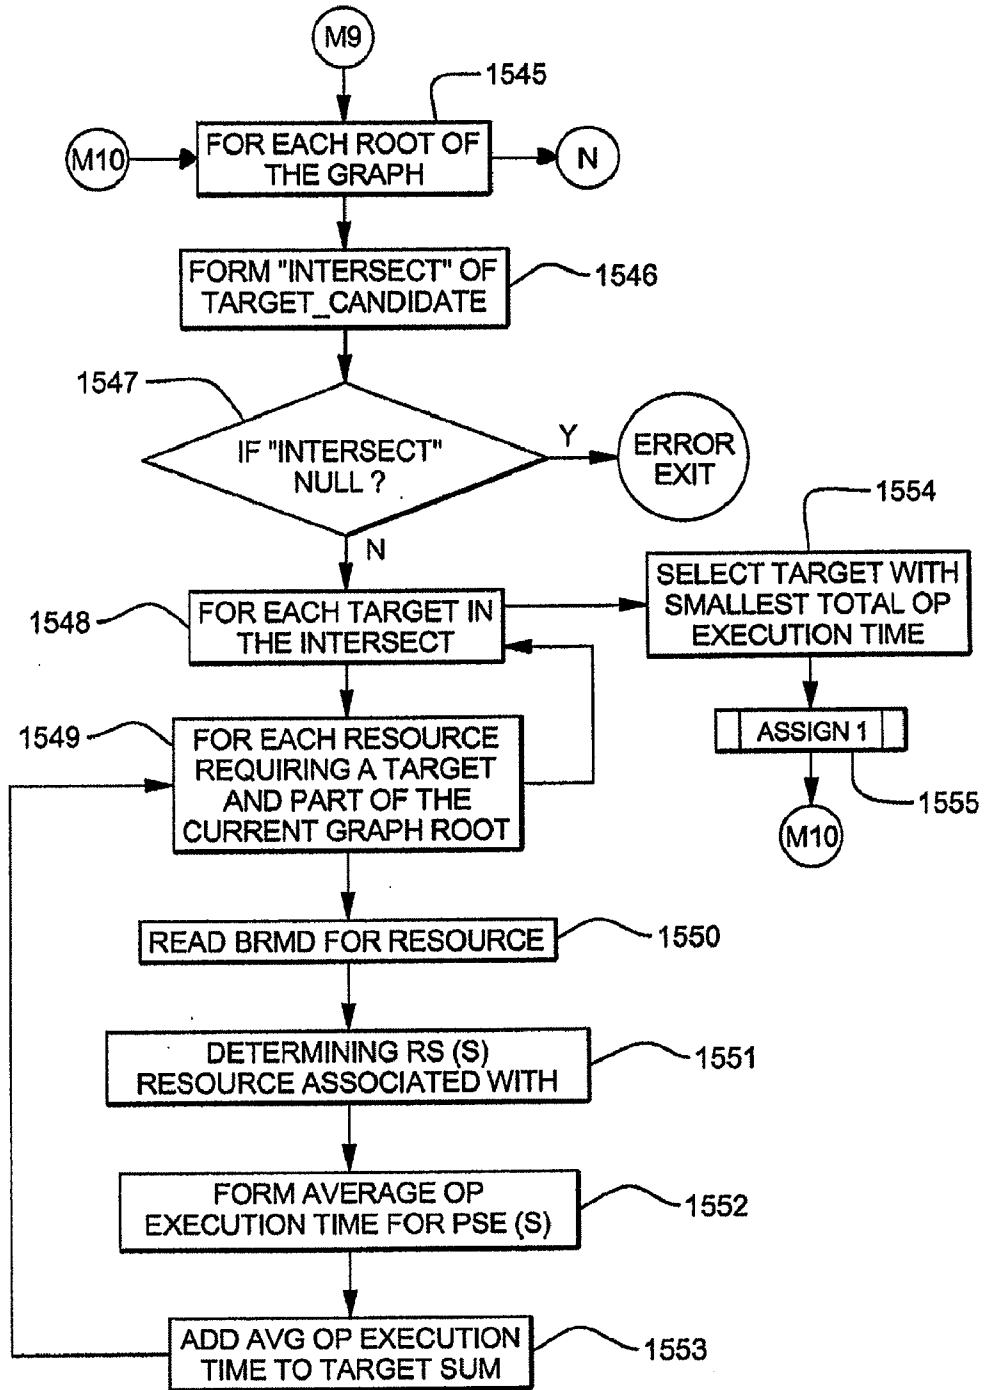 M9
1545
M10
FOR EACH ROOT OF
THE GRAPH
N
FORM "INTERSECT" OF
TARGET_CANDIDATE
1546
1547
IF "INTERSECT"
NULL ?
Y
ERROR
EXIT
N
1554
SELECT TARGET WITH
SMALLEST TOTAL OP
EXECUTION TIME
1548
FOR EACH TARGET IN
THE INTERSECT
1549
FOR EACH RESOURCE
REQUIRING A TARGET
AND PART OF THE
CURRENT GRAPH ROOT
ASSIGN 1
1555
M10
READ BRMD FOR RESOURCE
1550
DETERMINING RS (S)
RESOURCE ASSOCIATED WITH
1551
FORM AVERAGE OP
EXECUTION TIME FOR PSE (S)
1552
ADD AVG OP EXECUTION
TIME TO TARGET SUM
1553